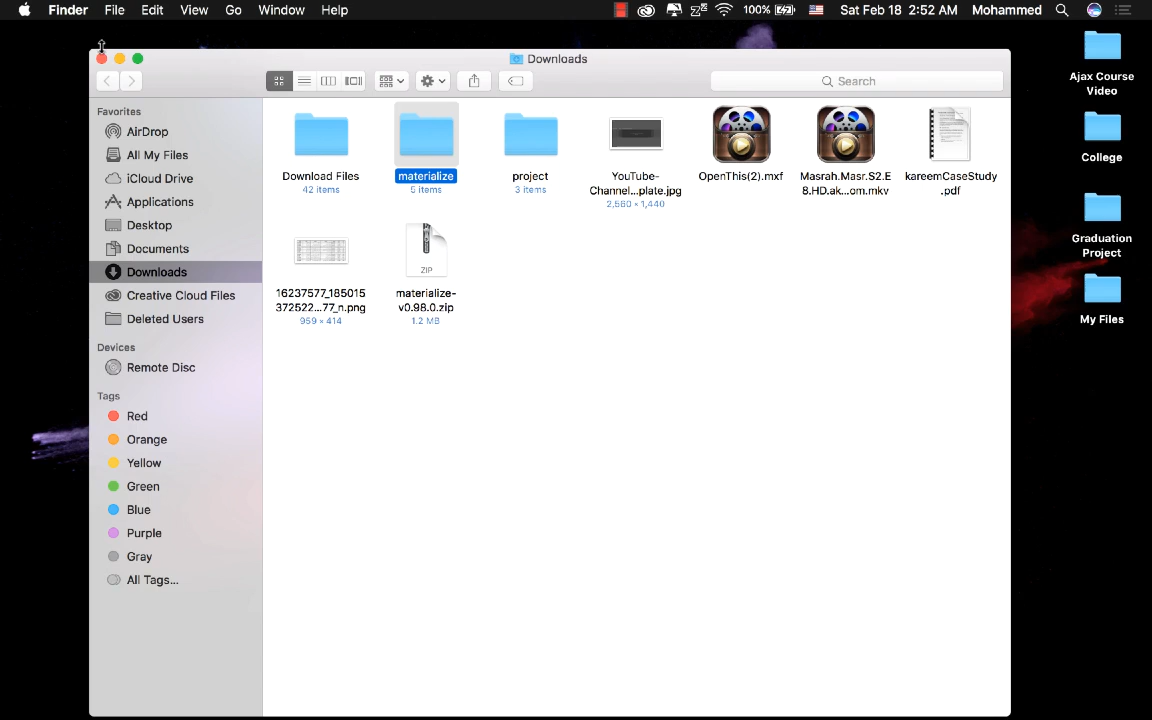 Finder File Edit View Go Window Help 100% Sat Feb 18 2:52 AM Mohammed
Downloads
Search
Favorites
AirDrop
All My Files
iCloud Drive
Applications
Desktop
Documents
Downloads
Creative Cloud Files
Deleted Users
Devices
Remote Disc
Tags
Red
Orange
Yellow
Green
Blue
Purple
Gray
All Tags...
Download Files
42 items
materialize
5 items
project
3 items
YouTube-
Channel...plate.jpg
2,560 × 1,440
OpenThis(2).mxf
Masrah.Masr.S2.E
8.HD.ak...om.mkv
kareemCaseStudy
.pdf
16237577_185015
372522...77_n.png
959 × 414
ZIP
materialize-
v0.98.0.zip
1.2 MB
Ajax Course
Video
College
Graduation
Project
My Files